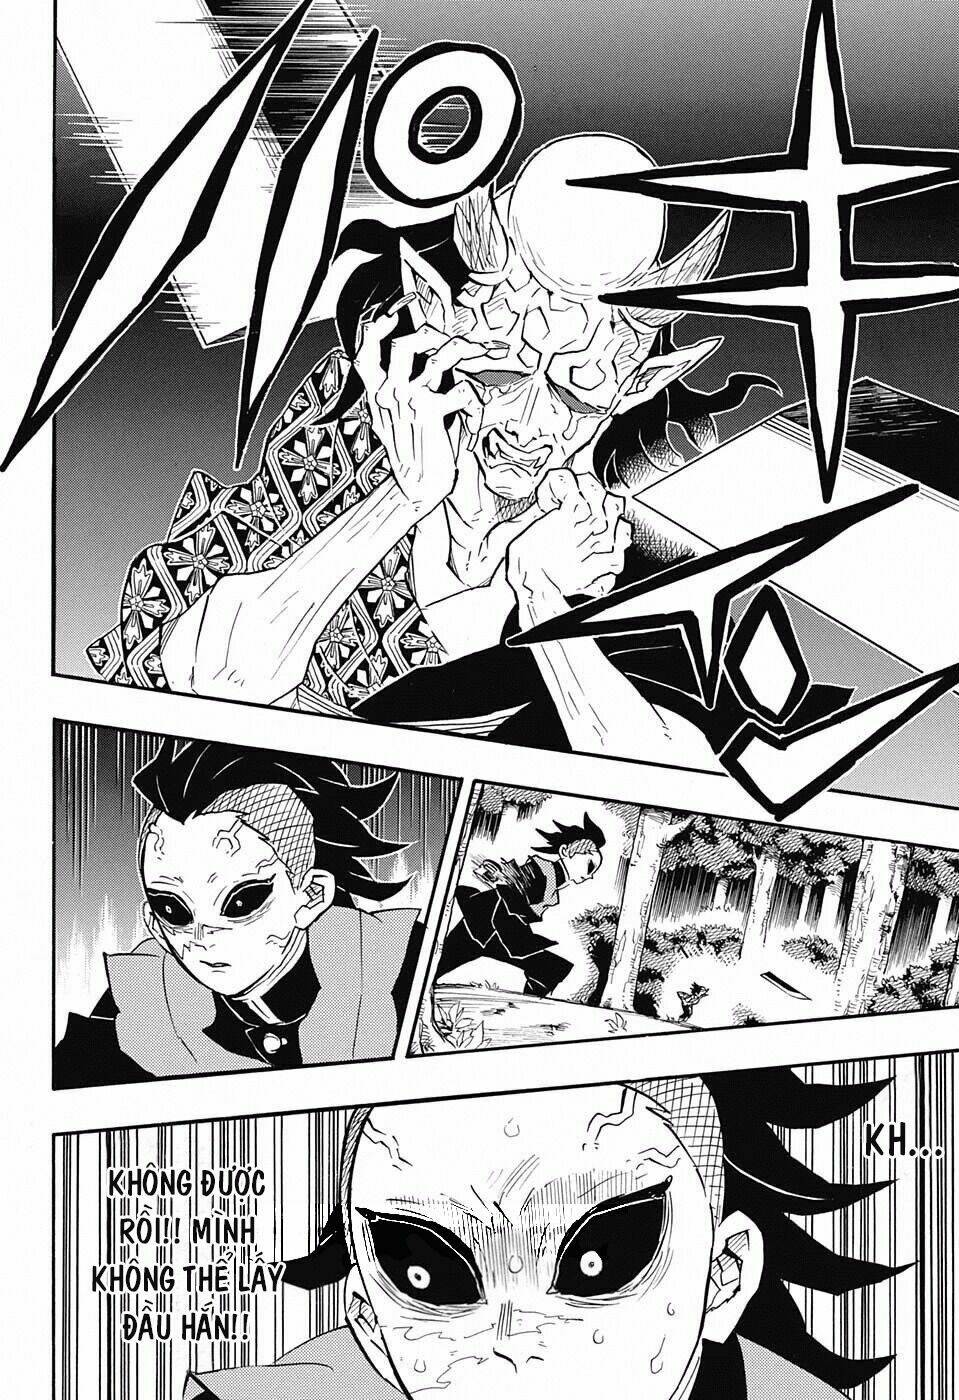 KH...
KHÔNG ĐƯỢC
RỒI!! MÌNH
KHÔNG THỂ LẤY
ĐẦU HẮN!!